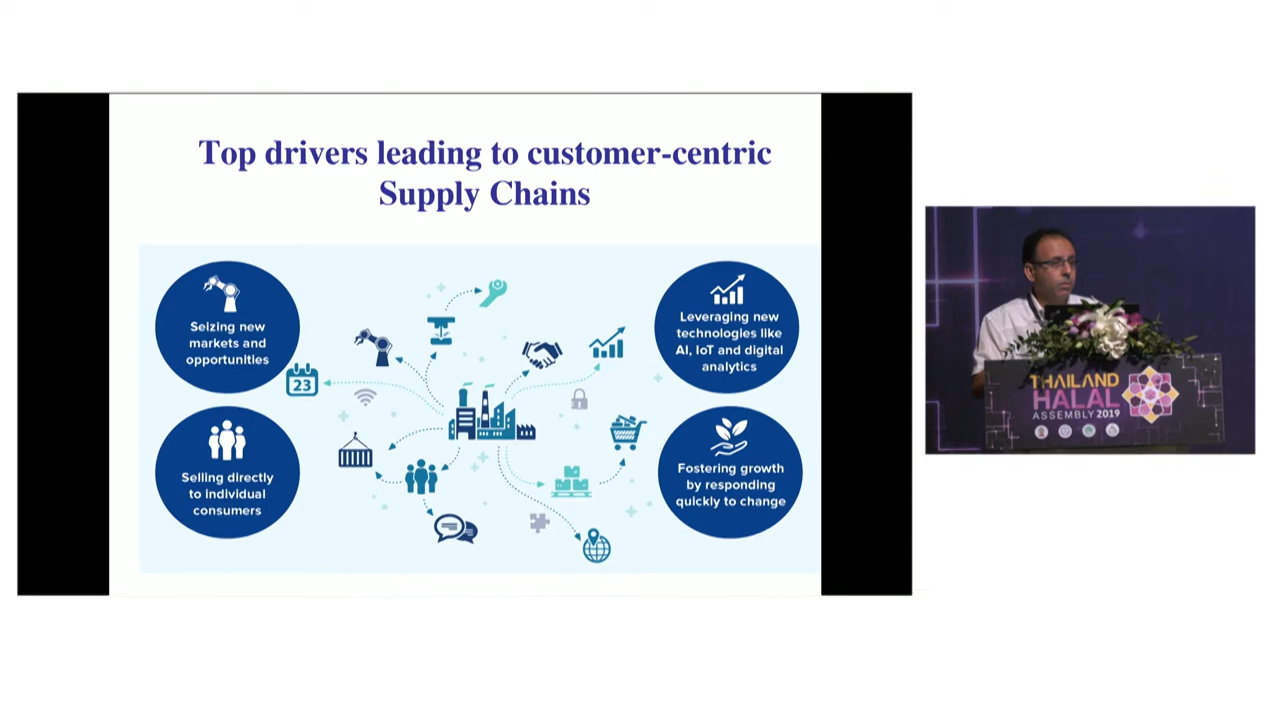 Top drivers leading to customer-centric
Supply Chains
Seizing new
markets and
opportunities
23
Selling directly
to individual
consumers
Leveraging new
technologies like
AI, IoT and digital
analytics
Fostering growth
by responding
quickly to change
THAILAND
HALAL
ASSEMBLY 2019